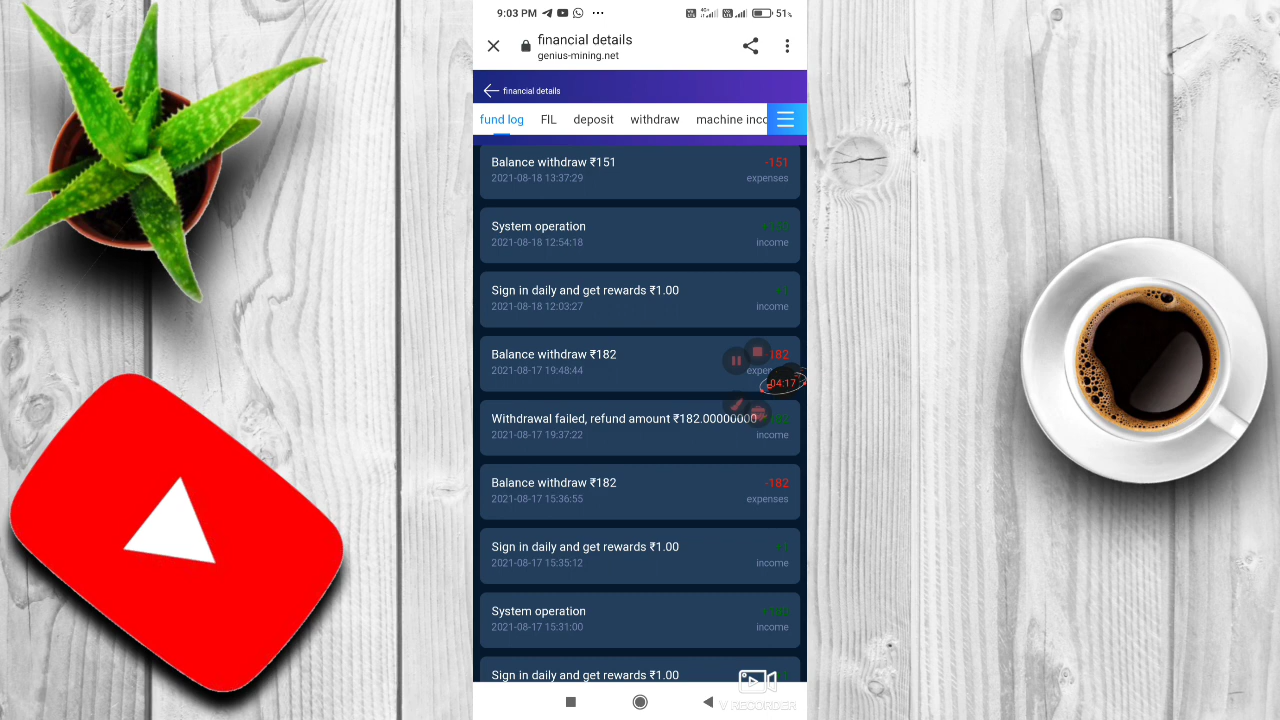 9:03 PM
51%
financial details
genius-mining.net
financial details
fund log FIL deposit withdraw machine inco
Balance withdraw ₹151 -151
2021-08-18 13:37:29 expenses
System operation
2021-08-18 12:54:18 income
Sign in daily and get rewards ₹1.00
2021-08-18 12:03:27 income
Balance withdraw ₹182 -182
2021-08-17 19:48:44
04:17
Withdrawal failed, refund amount ₹182.00000000
2021-08-17 19:37:22 income
Balance withdraw ₹182 -182
2021-08-17 15:36:55 expenses
Sign in daily and get rewards ₹1.00
2021-08-17 15:35:12 income
System operation
2021-08-17 15:31:00 income
Sign in daily and get rewards ₹1.00
V RECORDER